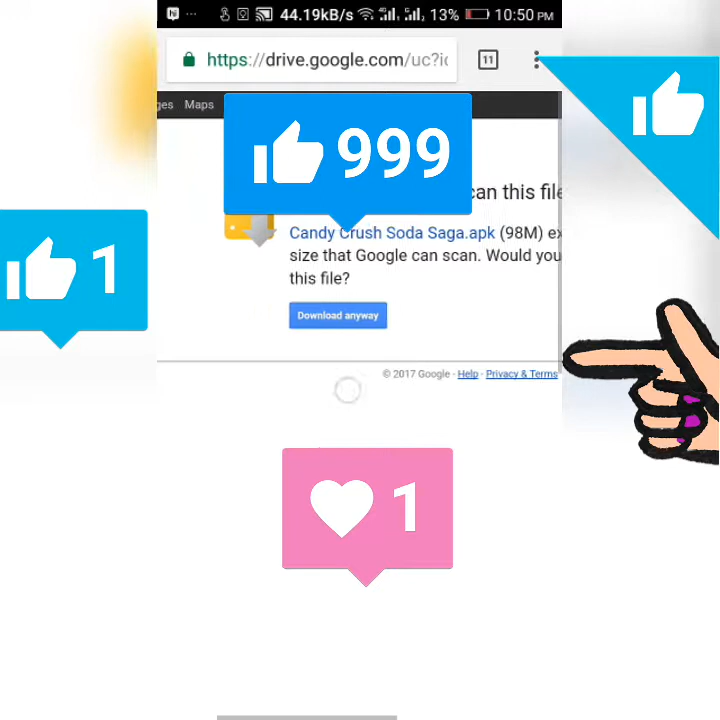 44.19kB/s 13% 10:50 PM
https://drive.google.com/uc?id
11
ges Maps
999
can this file
Candy Crush Soda Saga.apk (98M) ex
size that Google can scan. Would you
this file?
1
Download anyway
© 2017 Google - Help - Privacy & Terms
1